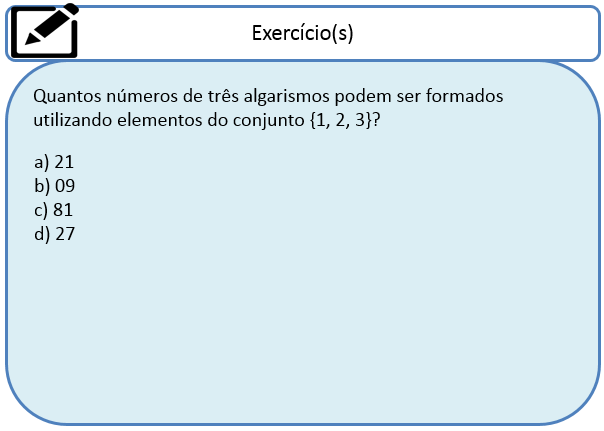 Exercício(s)
Quantos números de três algarismos podem ser formados
utilizando elementos do conjunto {1, 2, 3}?
a) 21
b) 09
c) 81
d) 27